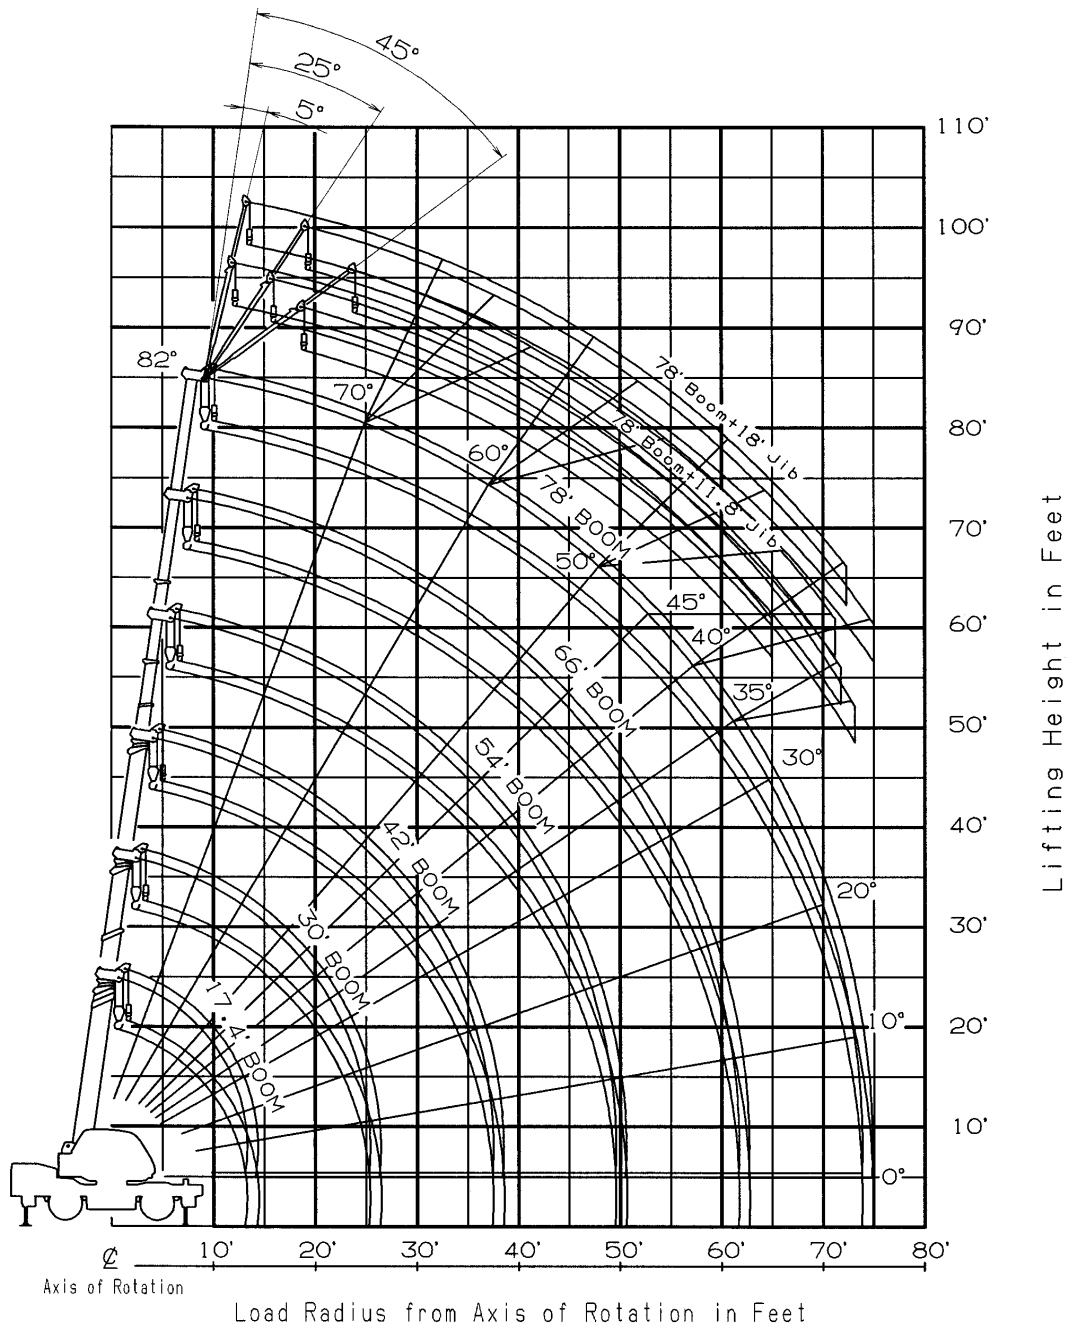 45°
25°
5°
110'
100'
90'
82°
70°
78' Boom+18' Jib
80'
60°
78' Boom+11.8 Jib
78' BOOM
70'
50°
45°
60'
40°
66' BOOM
35°
50'
54' BOOM
30°
40'
42' BOOM
20°
30'
30' BOOM
17.4' BOOM
10°
20'
10'
0°
Lifting Height in Feet
℄ 10' 20' 30' 40' 50' 60' 70' 80'
Axis of Rotation
Load Radius from Axis of Rotation in Feet